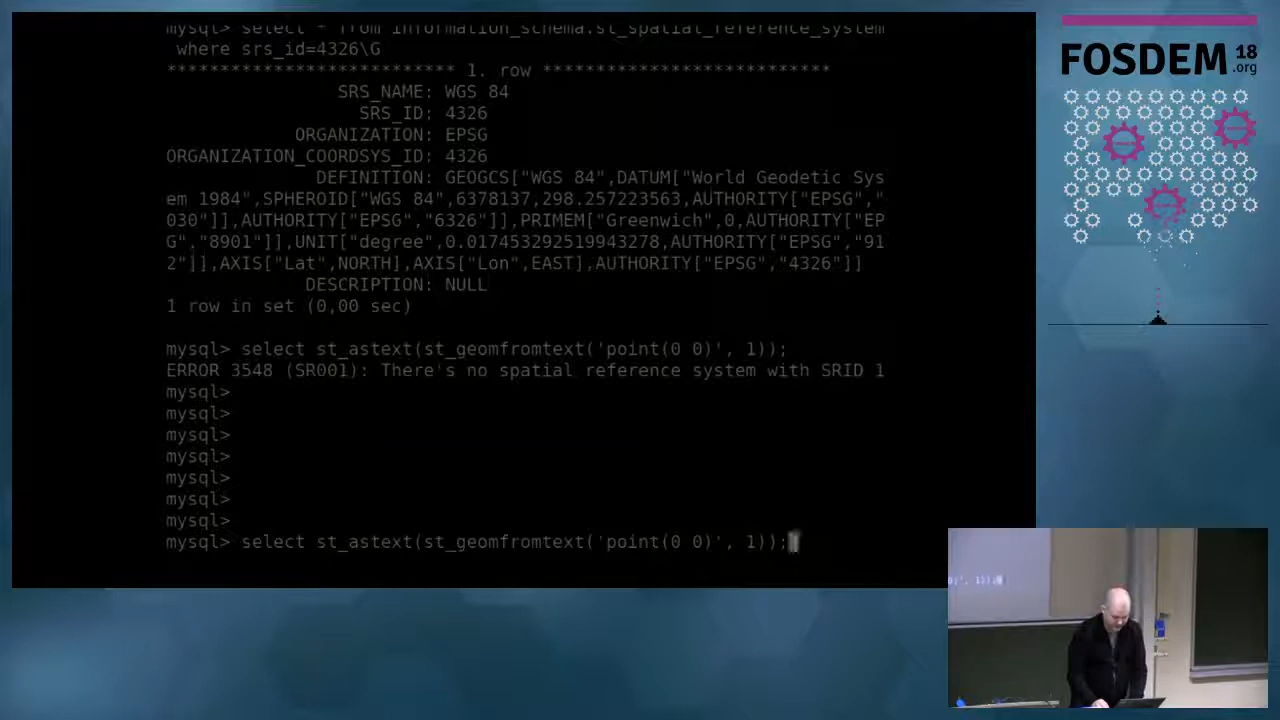 mysql> select * from information_schema.st_spatial_reference_system
where srs_id=4326\G
*************************** 1. row ***************************
SRS_NAME: WGS 84
SRS_ID: 4326
ORGANIZATION: EPSG
ORGANIZATION_COORDSYS_ID: 4326
DEFINITION: GEOGCS["WGS 84",DATUM["World Geodetic Sys
em 1984",SPHEROID["WGS 84",6378137,298.257223563,AUTHORITY["EPSG","
030"]],AUTHORITY["EPSG","6326"]],PRIMEM["Greenwich",0,AUTHORITY["EP
G","8901"]],UNIT["degree",0.017453292519943278,AUTHORITY["EPSG","91
2"]],AXIS["Lat",NORTH],AXIS["Lon",EAST],AUTHORITY["EPSG","4326"]]
DESCRIPTION: NULL
1 row in set (0,00 sec)
mysql> select st_astext(st_geomfromtext('point(0 0)', 1));
ERROR 3548 (SR001): There's no spatial reference system with SRID 1
mysql>
mysql>
mysql>
mysql>
mysql>
mysql>
mysql>
mysql> select st_astext(st_geomfromtext('point(0 0)', 1));
FOSDEM 18
.org